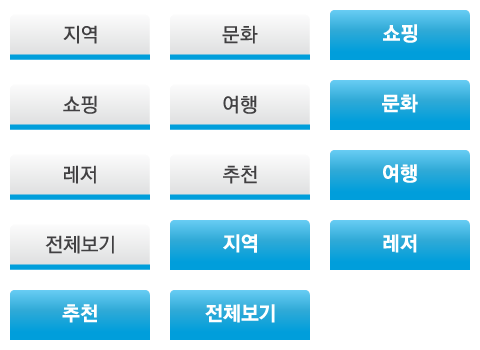 지역 문화 쇼핑
쇼핑 여행 문화
레저 추천 여행
전체보기 지역 레저
추천 전체보기